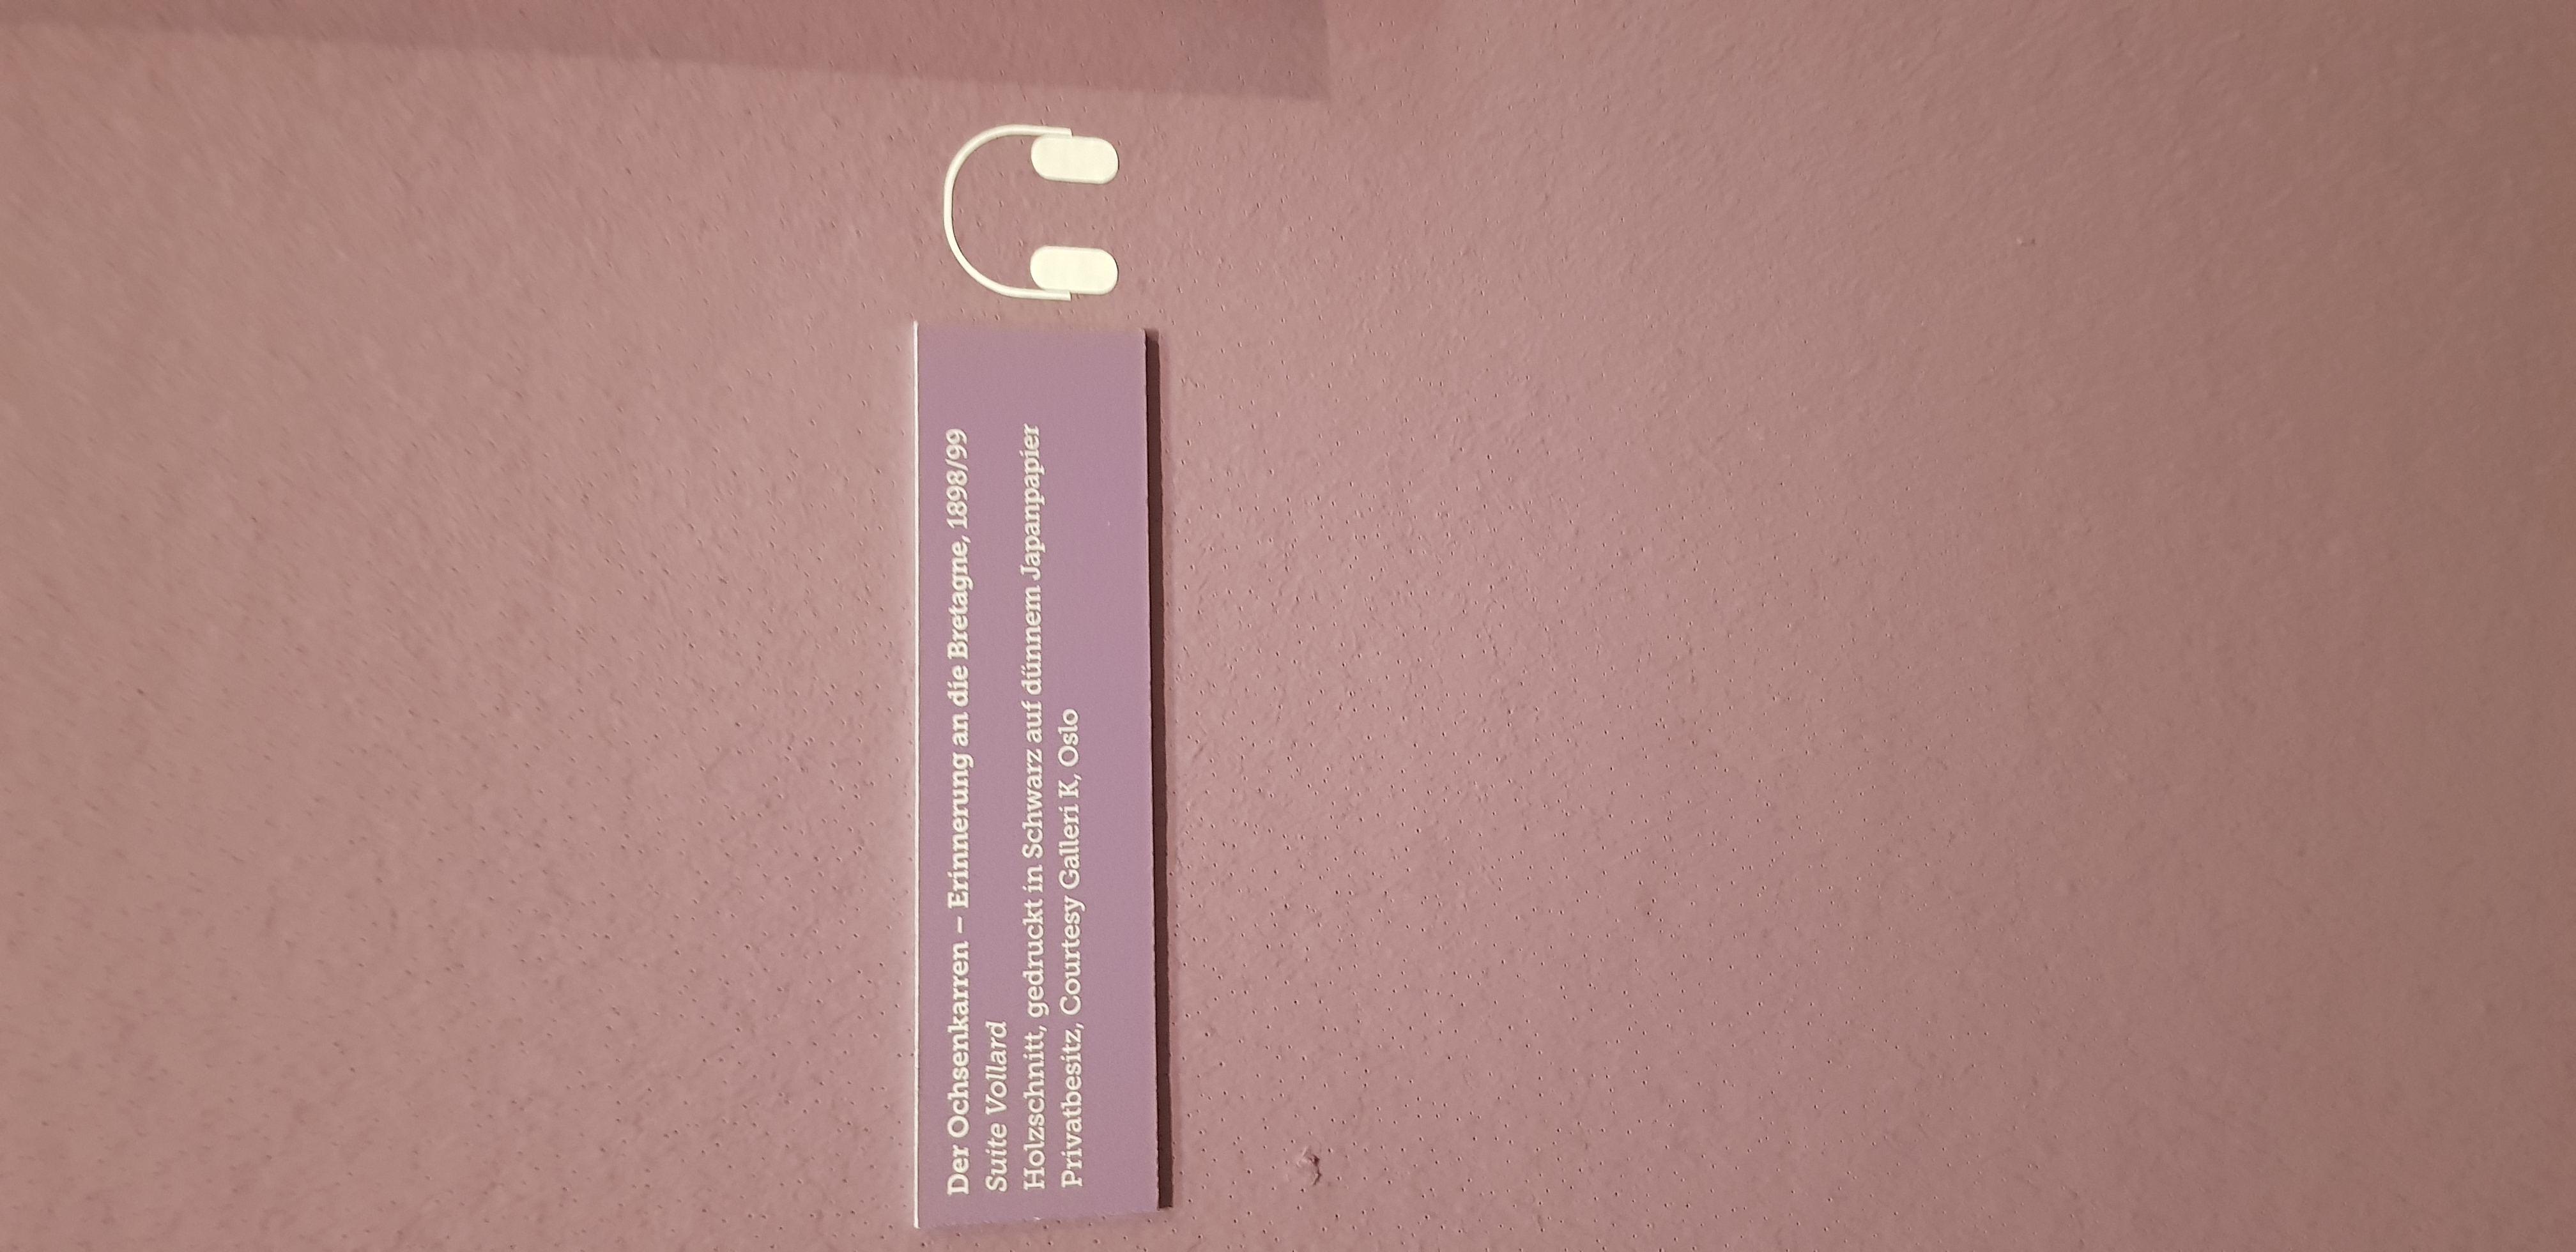 Der Ochsenkarren – Erinnerung an die Bretagne, 1898/99
Suite Vollard
Holzschnitt, gedruckt in Schwarz auf dünnem Japanpapier
Privatbesitz, Courtesy Galleri K, Oslo